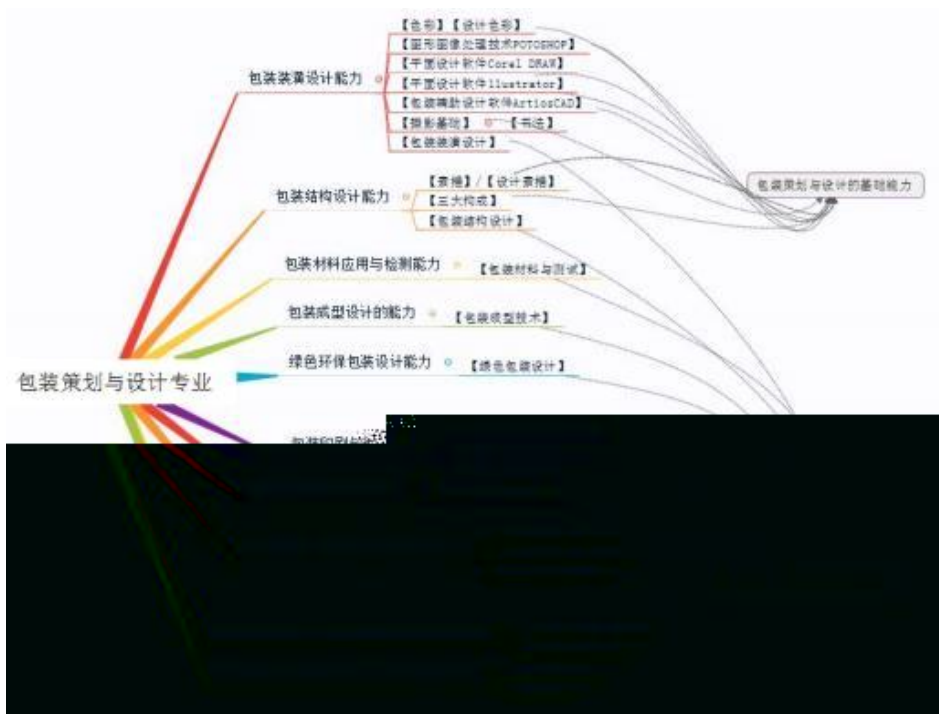 【色彩】【设计色彩】
【图形图像处理技术POTOSHOP】
【平面设计软件Corel DRAW】
包装装潢设计能力
【平面设计软件llustrator】
【包装辅助设计软件ArtiosCAD】
【摄影基础】 【书法】
【包装装潢设计】
【素描】/【设计素描】
包装策划与设计的基础能力
包装结构设计能力
【三大构成】
【包装结构设计】
包装材料应用与检测能力 【包装材料与测试】
包装成型设计的能力 【包装成型技术】
绿色环保包装设计能力 【绿色包装设计】
包装策划与设计专业
包装印刷